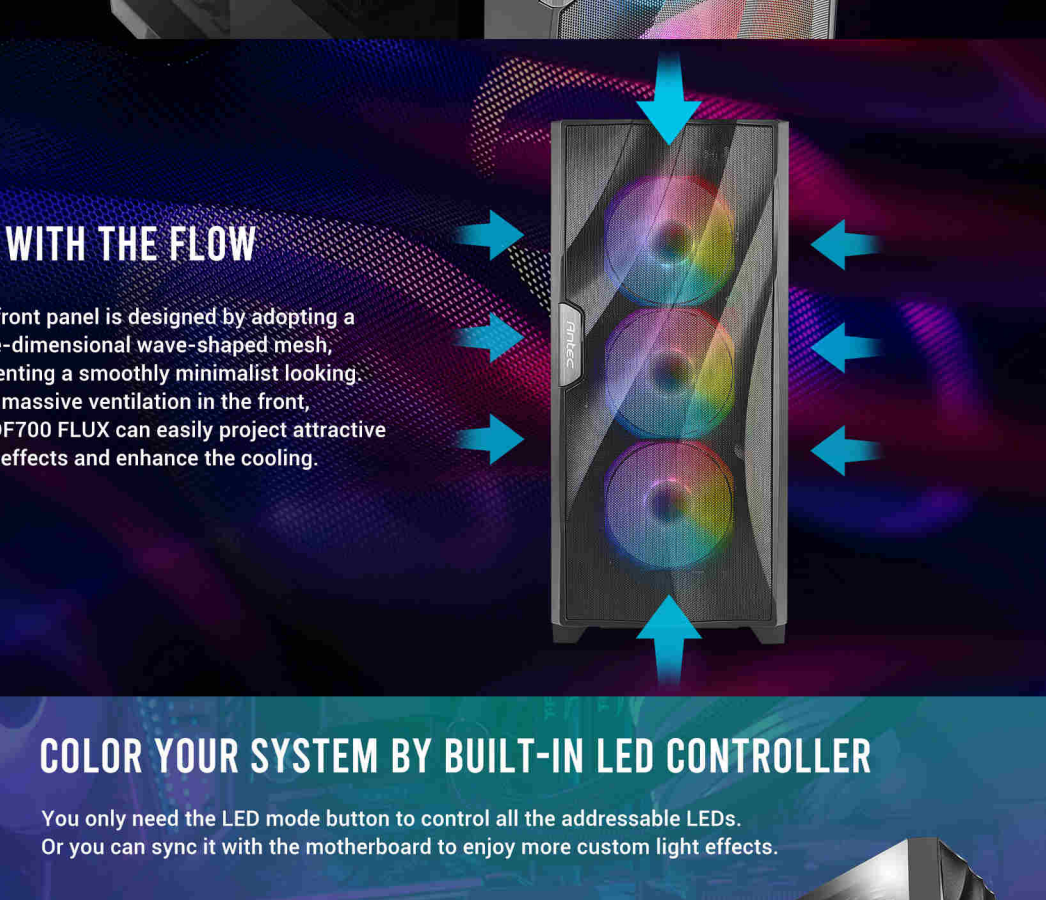 WITH THE FLOW
front panel is designed by adopting a
e-dimensional wave-shaped mesh,
enting a smoothly minimalist looking.
massive ventilation in the front,
DF700 FLUX can easily project attractive
effects and enhance the cooling.
Antec
COLOR YOUR SYSTEM BY BUILT-IN LED CONTROLLER
You only need the LED mode button to control all the addressable LEDs.
Or you can sync it with the motherboard to enjoy more custom light effects.